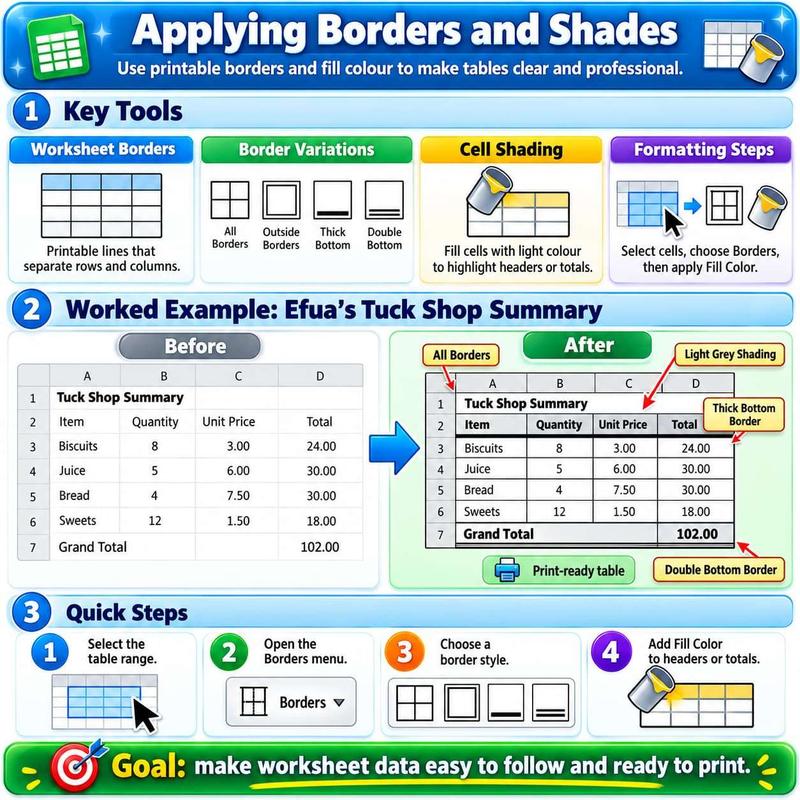 Applying Borders and Shades
Use printable borders and fill colour to make tables clear and professional.
1 Key Tools
Worksheet Borders
Printable lines that
separate rows and columns.
Border Variations
All
Borders
Outside
Borders
Thick
Bottom
Double
Bottom
Cell Shading
Fill cells with light colour
to highlight headers or totals.
Formatting Steps
Select cells, choose Borders,
then apply Fill Color.
2 Worked Example: Efua's Tuck Shop Summary
Before
A B C D
1 Tuck Shop Summary
2 Item Quantity Unit Price Total
3 Biscuits 8 3.00 24.00
4 Juice 5 6.00 30.00
5 Bread 4 7.50 30.00
6 Sweets 12 1.50 18.00
7 Grand Total 102.00
After
All Borders
Light Grey Shading
A B C D
1 Tuck Shop Summary
Thick Bottom
Border
2 Item Quantity Unit Price Total
3 Biscuits 8 3.00 24.00
4 Juice 5 6.00 30.00
5 Bread 4 7.50 30.00
6 Sweets 12 1.50 18.00
7 Grand Total 102.00
Print-ready table
Double Bottom Border
3 Quick Steps
1 Select the
table range.
2 Open the
Borders menu.
Borders
3 Choose a
border style.
4 Add Fill Color
to headers or totals.
Goal: make worksheet data easy to follow and ready to print.